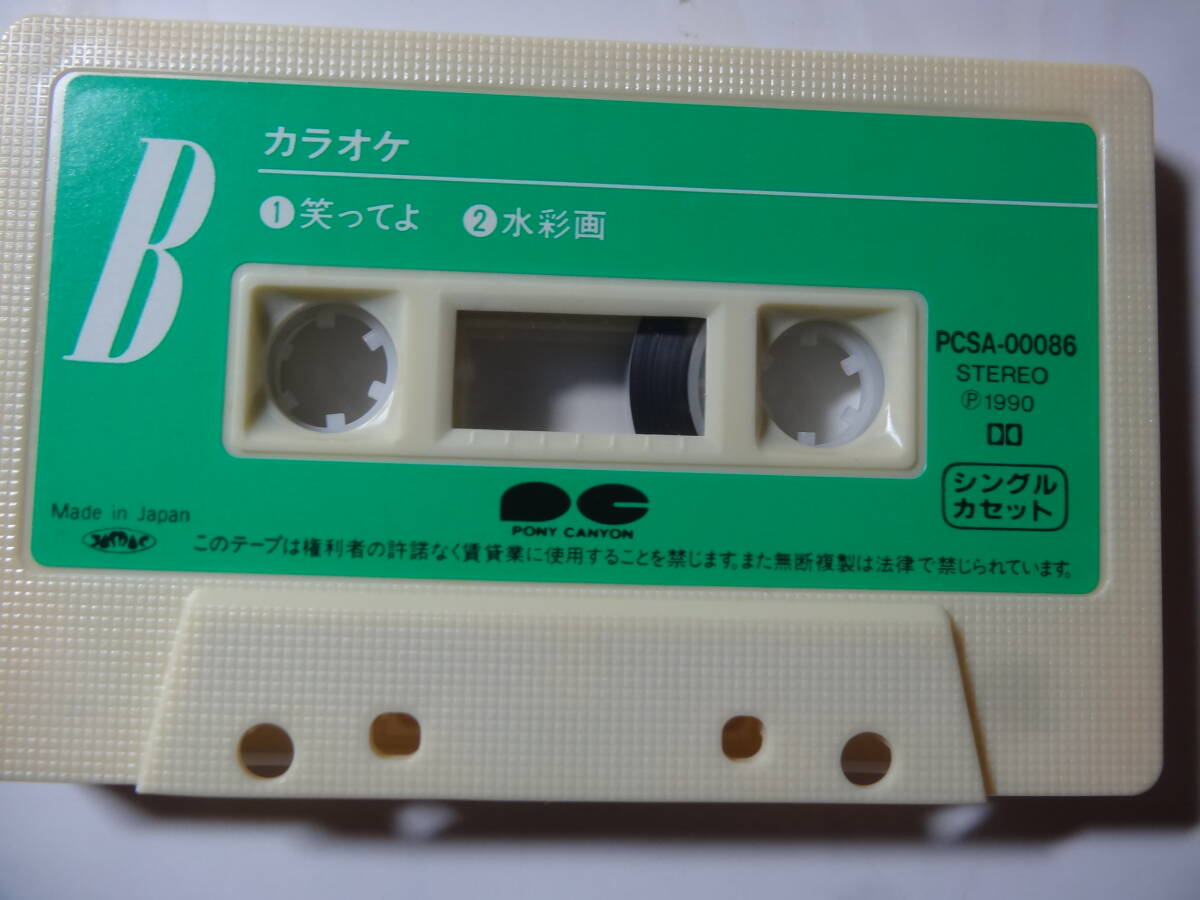 B
カラオケ
❶笑ってよ ❷水彩画
PCSA-00086
STEREO
Ⓟ1990
シングル
カセット
PONY CANYON
Made in Japan
JASRAC
このテープは権利者の許諾なく賃貸業に使用することを禁じます。また無断複製は法律で禁じられています。